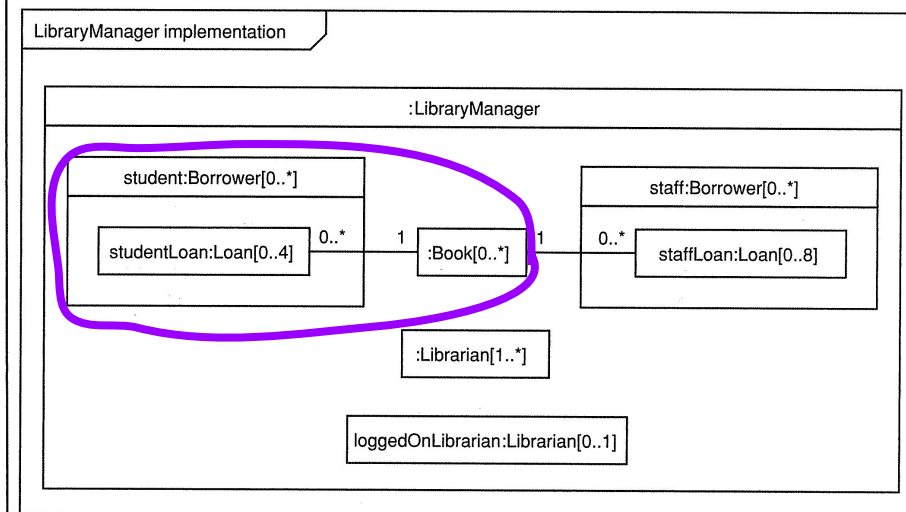 LibraryManager implementation
:LibraryManager
student:Borrower[0..*]
staff:Borrower[0..*]
studentLoan:Loan[0..4]
0..*
1
:Book[0..*]
1
0..*
staffLoan:Loan[0..8]
:Librarian[1..*]
loggedOnLibrarian:Librarian[0..1]